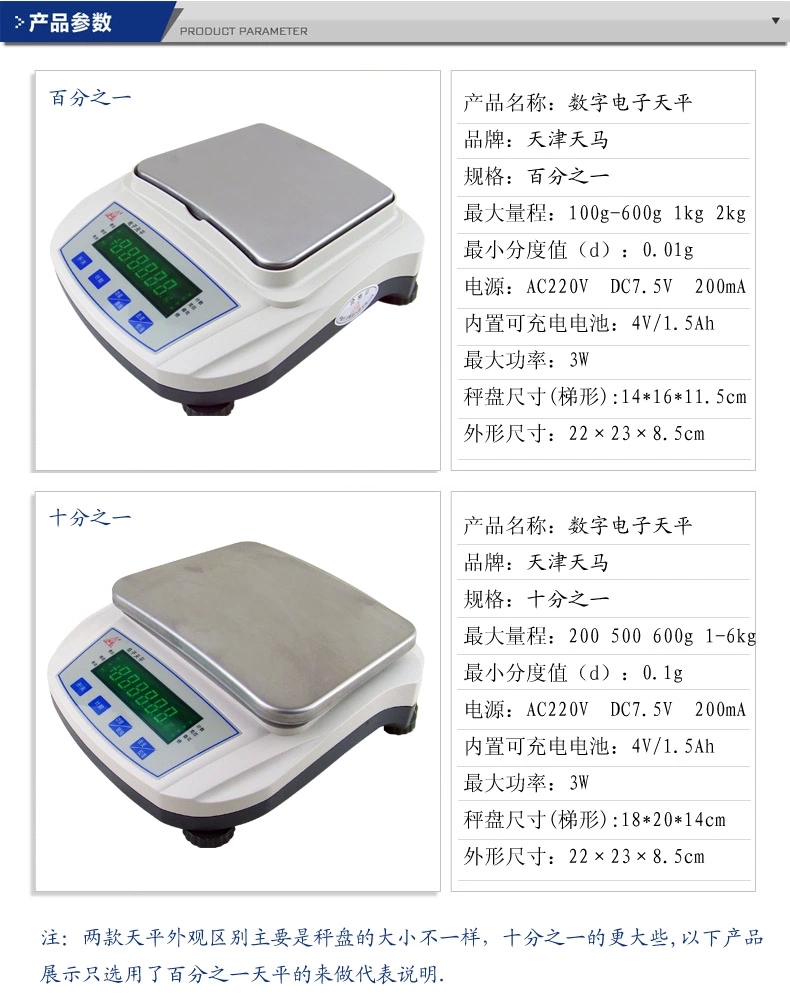 产品参数
PRODUCT PARAMETER
百分之一
产品名称：数字电子天平
品牌：天津天马
规格：百分之一
最大量程：100g-600g 1kg 2kg
最小分度值（d）：0.01g
电源：AC220V DC7.5V 200mA
内置可充电电池：4V/1.5Ah
最大功率：3W
秤盘尺寸(梯形):14*16*11.5cm
外形尺寸：22×23×8.5cm
十分之一
产品名称：数字电子天平
品牌：天津天马
规格：十分之一
最大量程：200 500 600g 1-6kg
最小分度值（d）：0.1g
电源：AC220V DC7.5V 200mA
内置可充电电池：4V/1.5Ah
最大功率：3W
秤盘尺寸(梯形):18*20*14cm
外形尺寸：22×23×8.5cm
注：两款天平外观区别主要是秤盘的大小不一样，十分之一的更大些,以下产品
展示只选用了百分之一天平的来做代表说明.